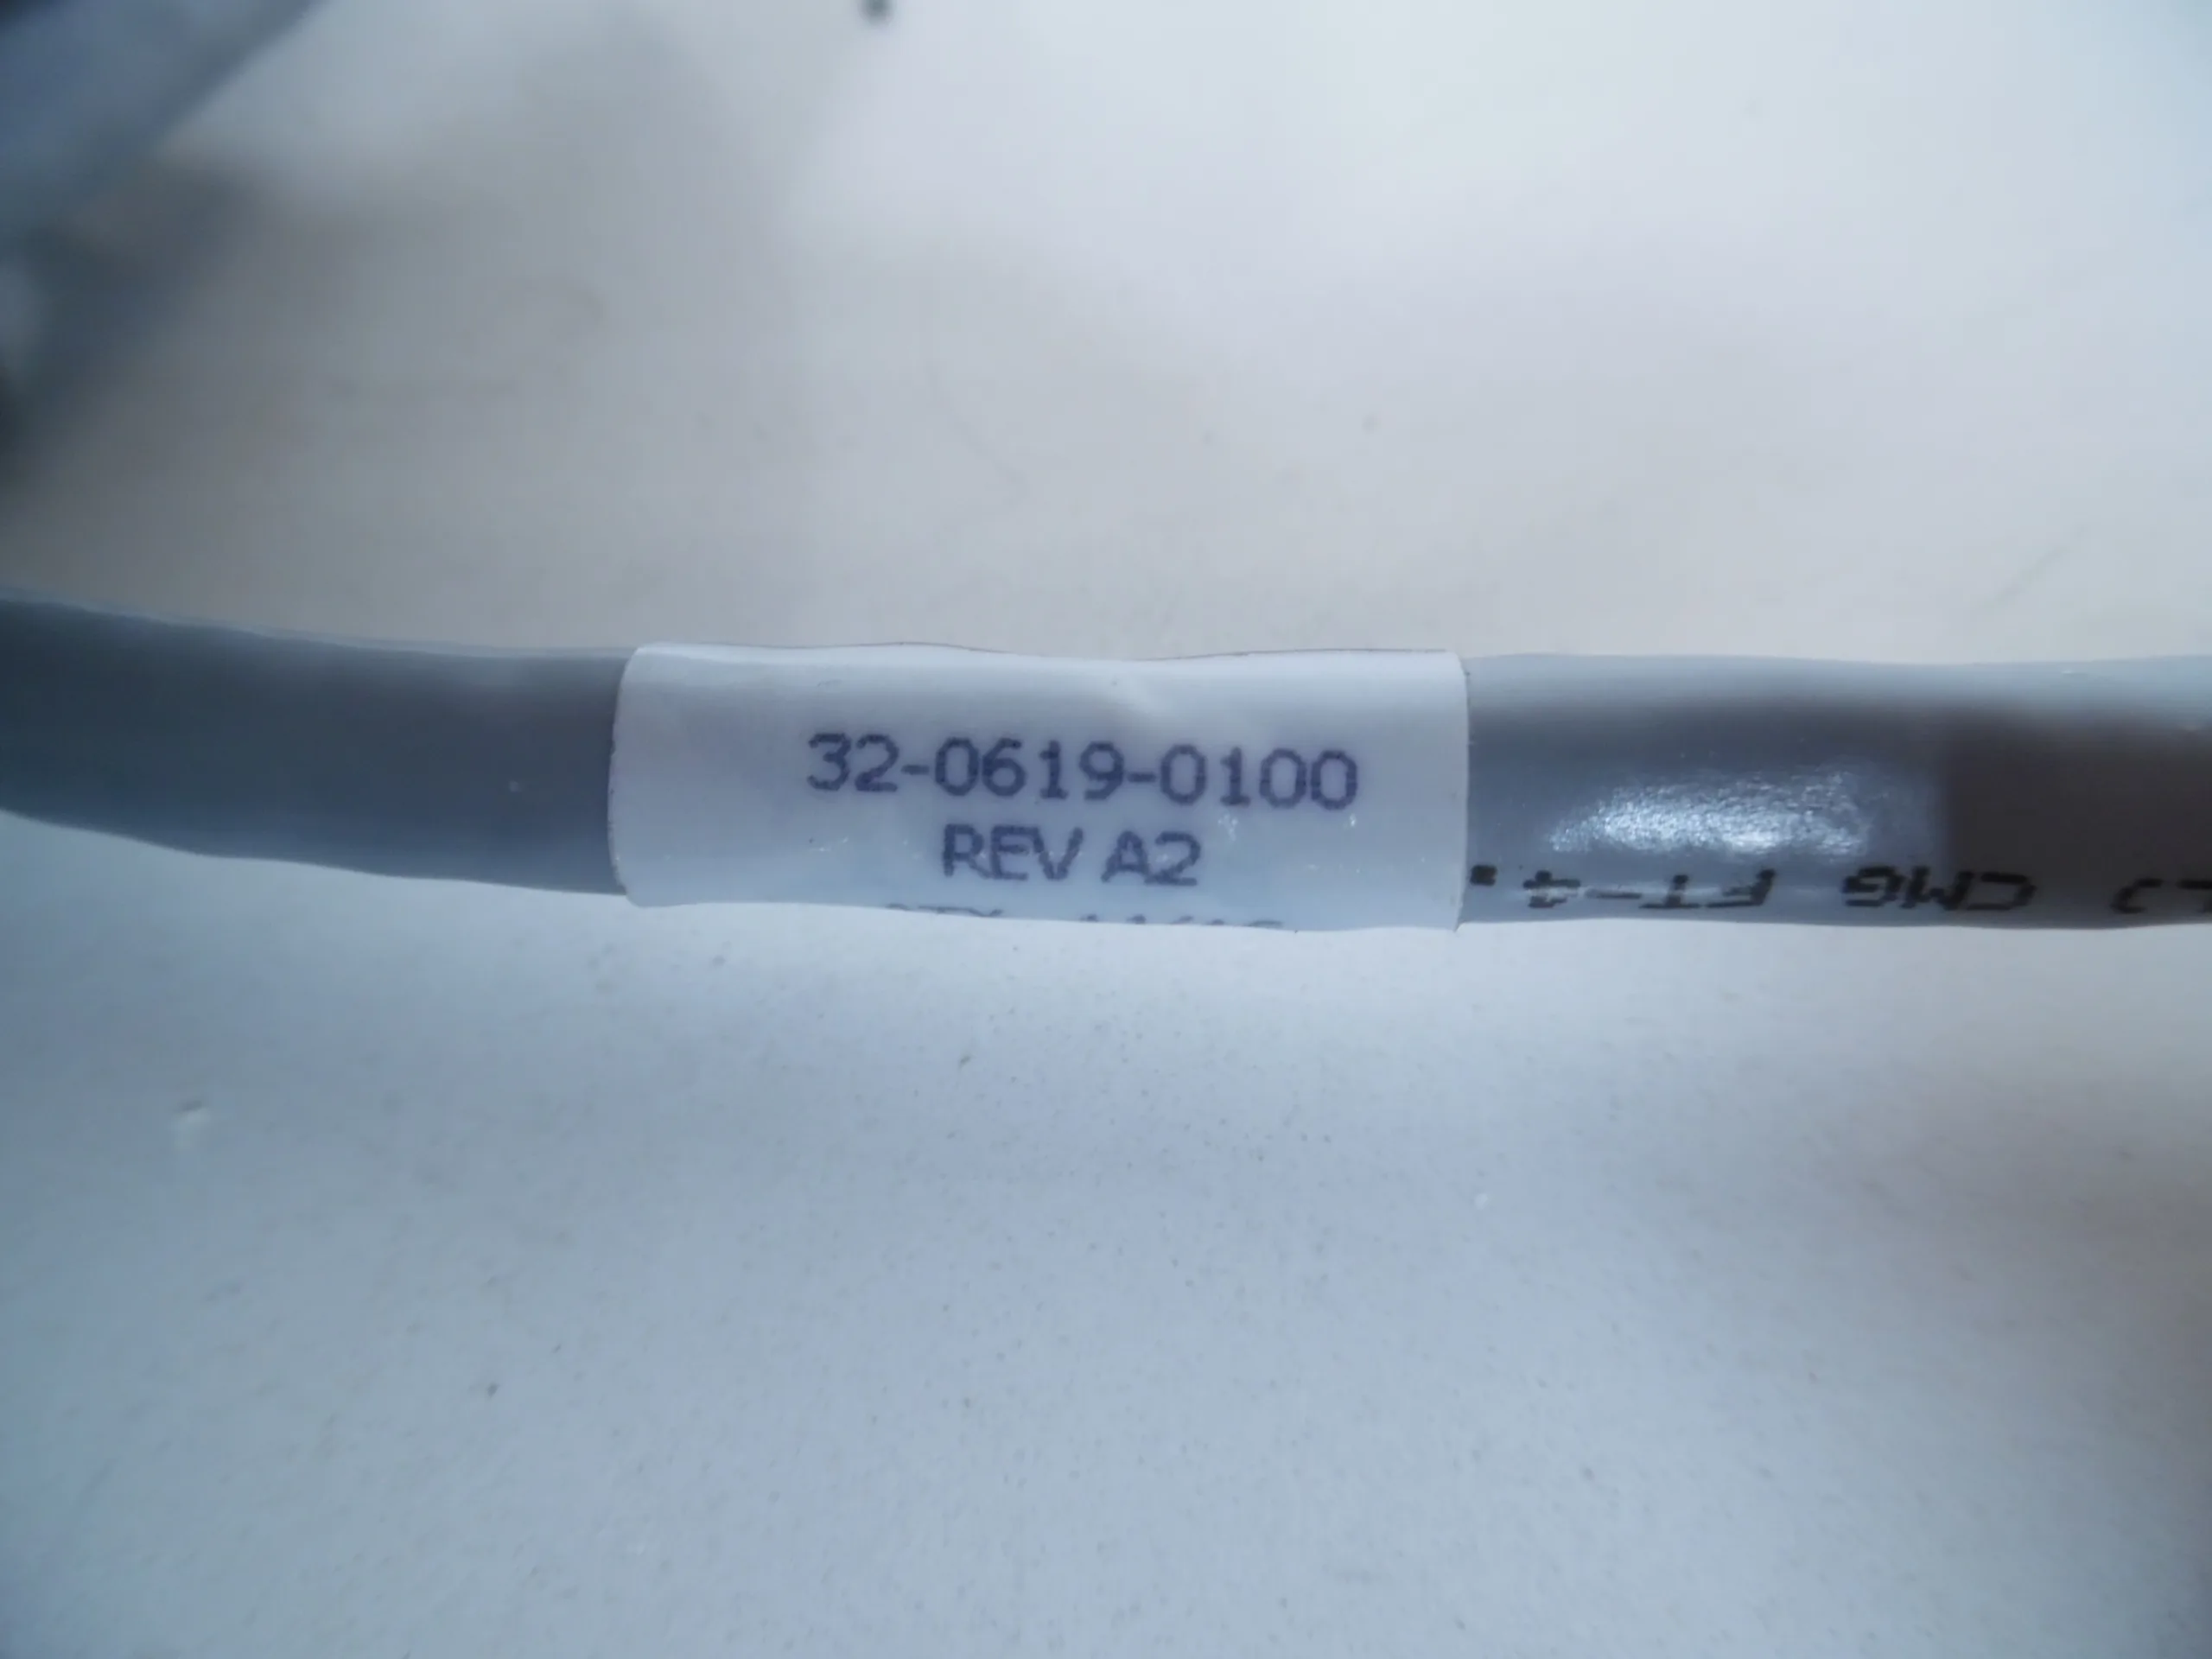 32-0619-0100
REV A2
CMG FT-4